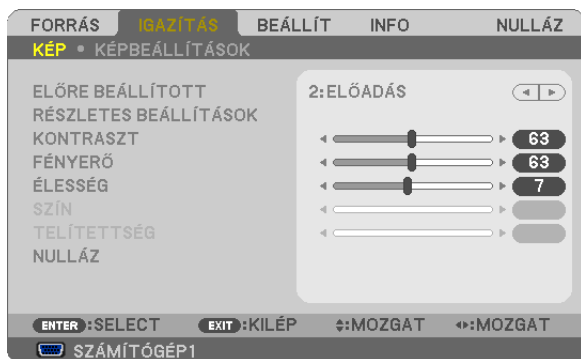 FORRÁS IGAZÍTÁS BEÁLLÍT INFO NULLÁZ
KÉP • KÉPBEÁLLÍTÁSOK
ELŐRE BEÁLLÍTOTT 2:ELŐADÁS
RÉSZLETES BEÁLLÍTÁSOK
KONTRASZT 63
FÉNYERŐ 63
ÉLESSÉG 7
SZÍN
TELÍTETTSÉG
NULLÁZ
ENTER:SELECT EXIT:KILÉP :MOZGAT :MOZGAT
SZÁMÍTÓGÉP1